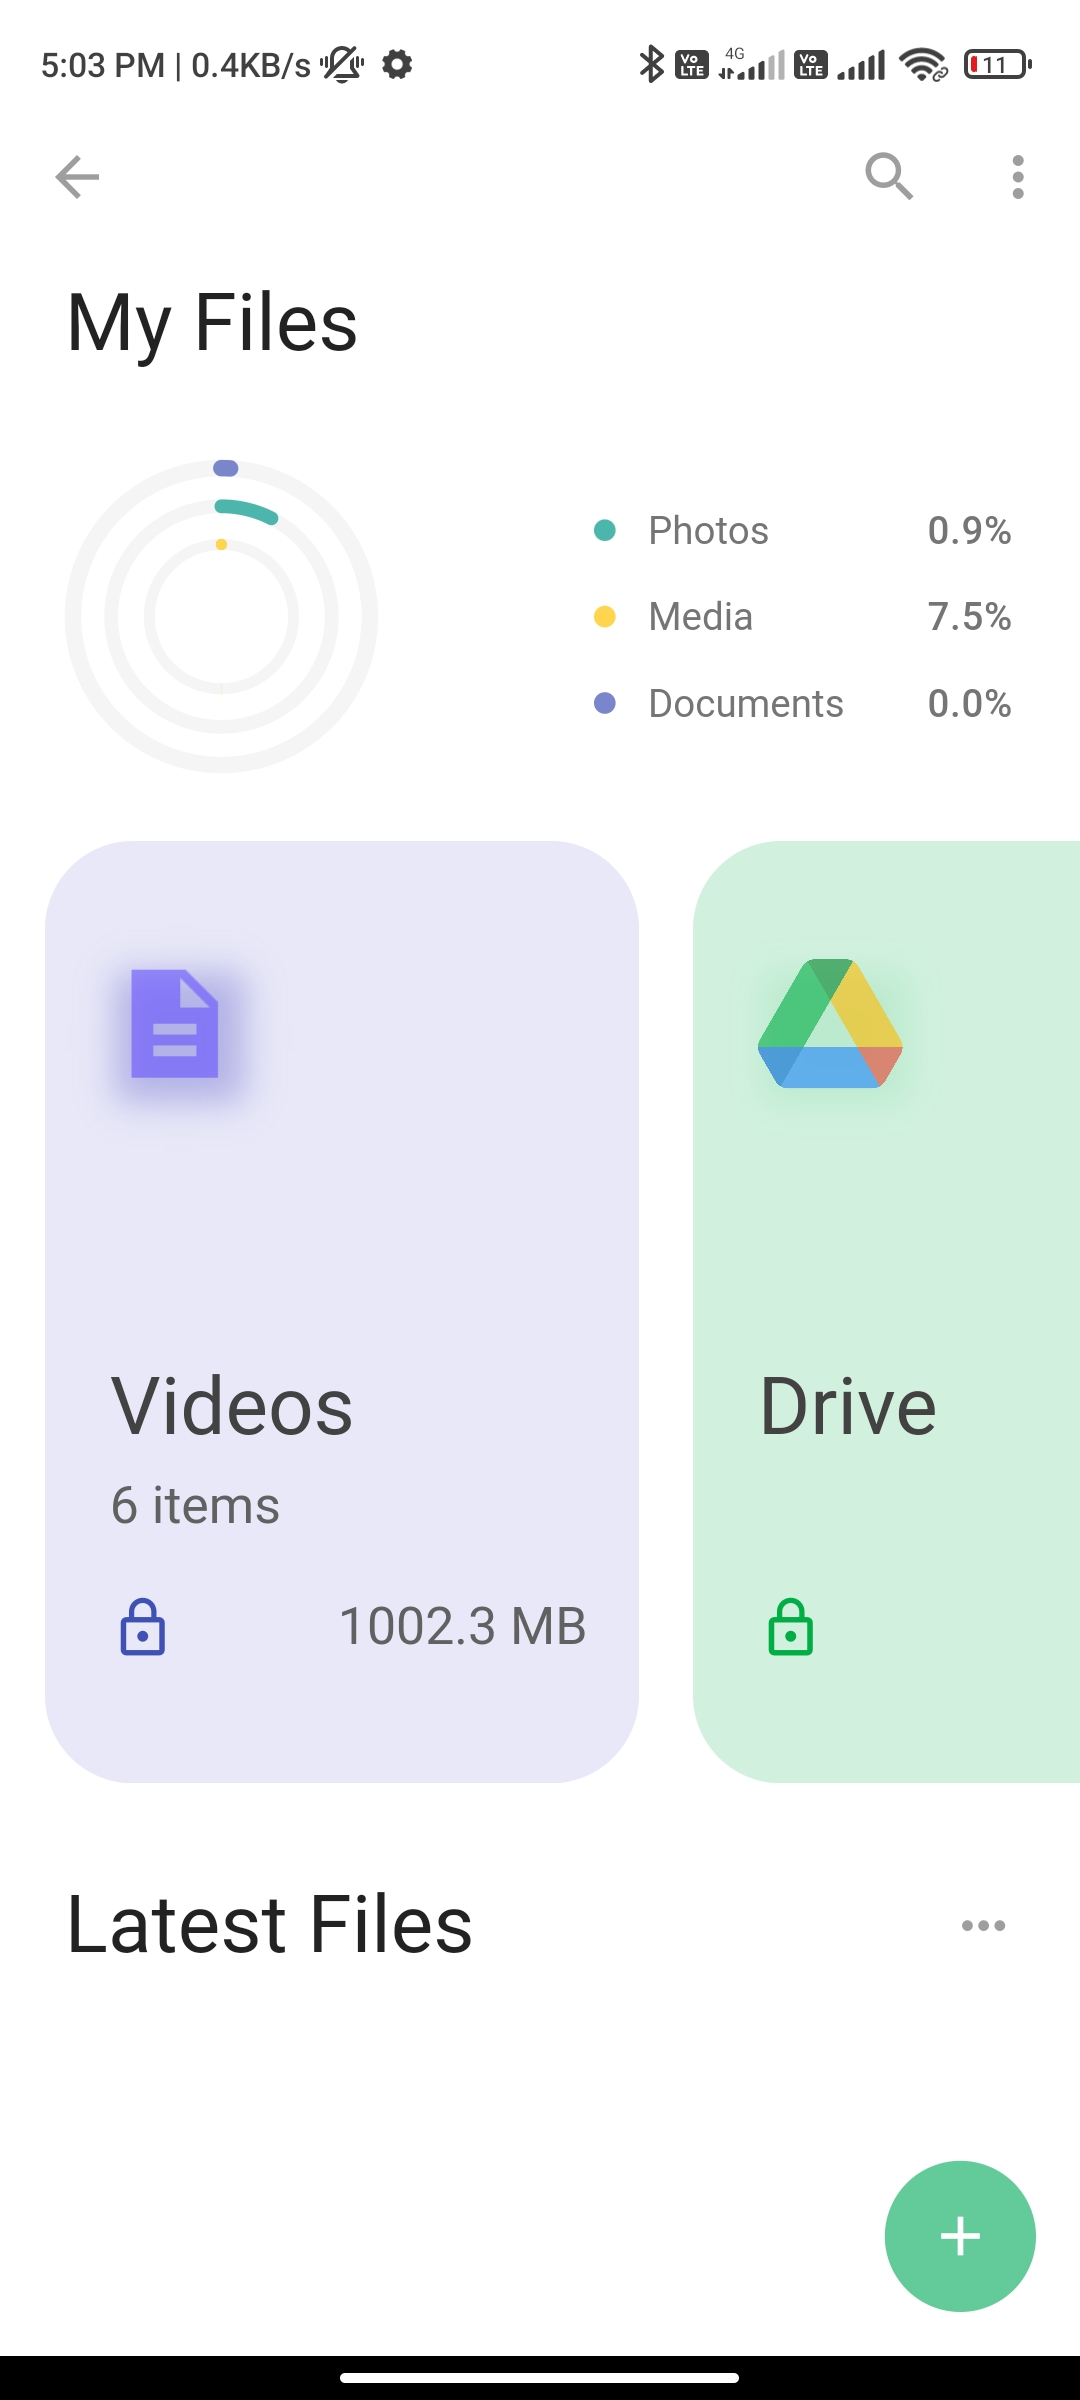 5:03 PM | 0.4KB/s Vo LTE 4G Vo LTE 11
My Files
Photos 0.9%
Media 7.5%
Documents 0.0%
Videos
6 items
1002.3 MB
Drive
Latest Files